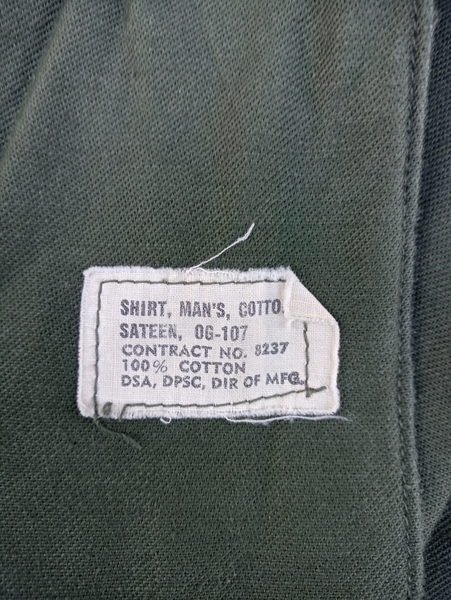 SHIRT, MAN'S, COTTO
SATEEN, OG-107
CONTRACT NO. 8237
100% COTTON
DSA, DPSC, DIR OF MFG.